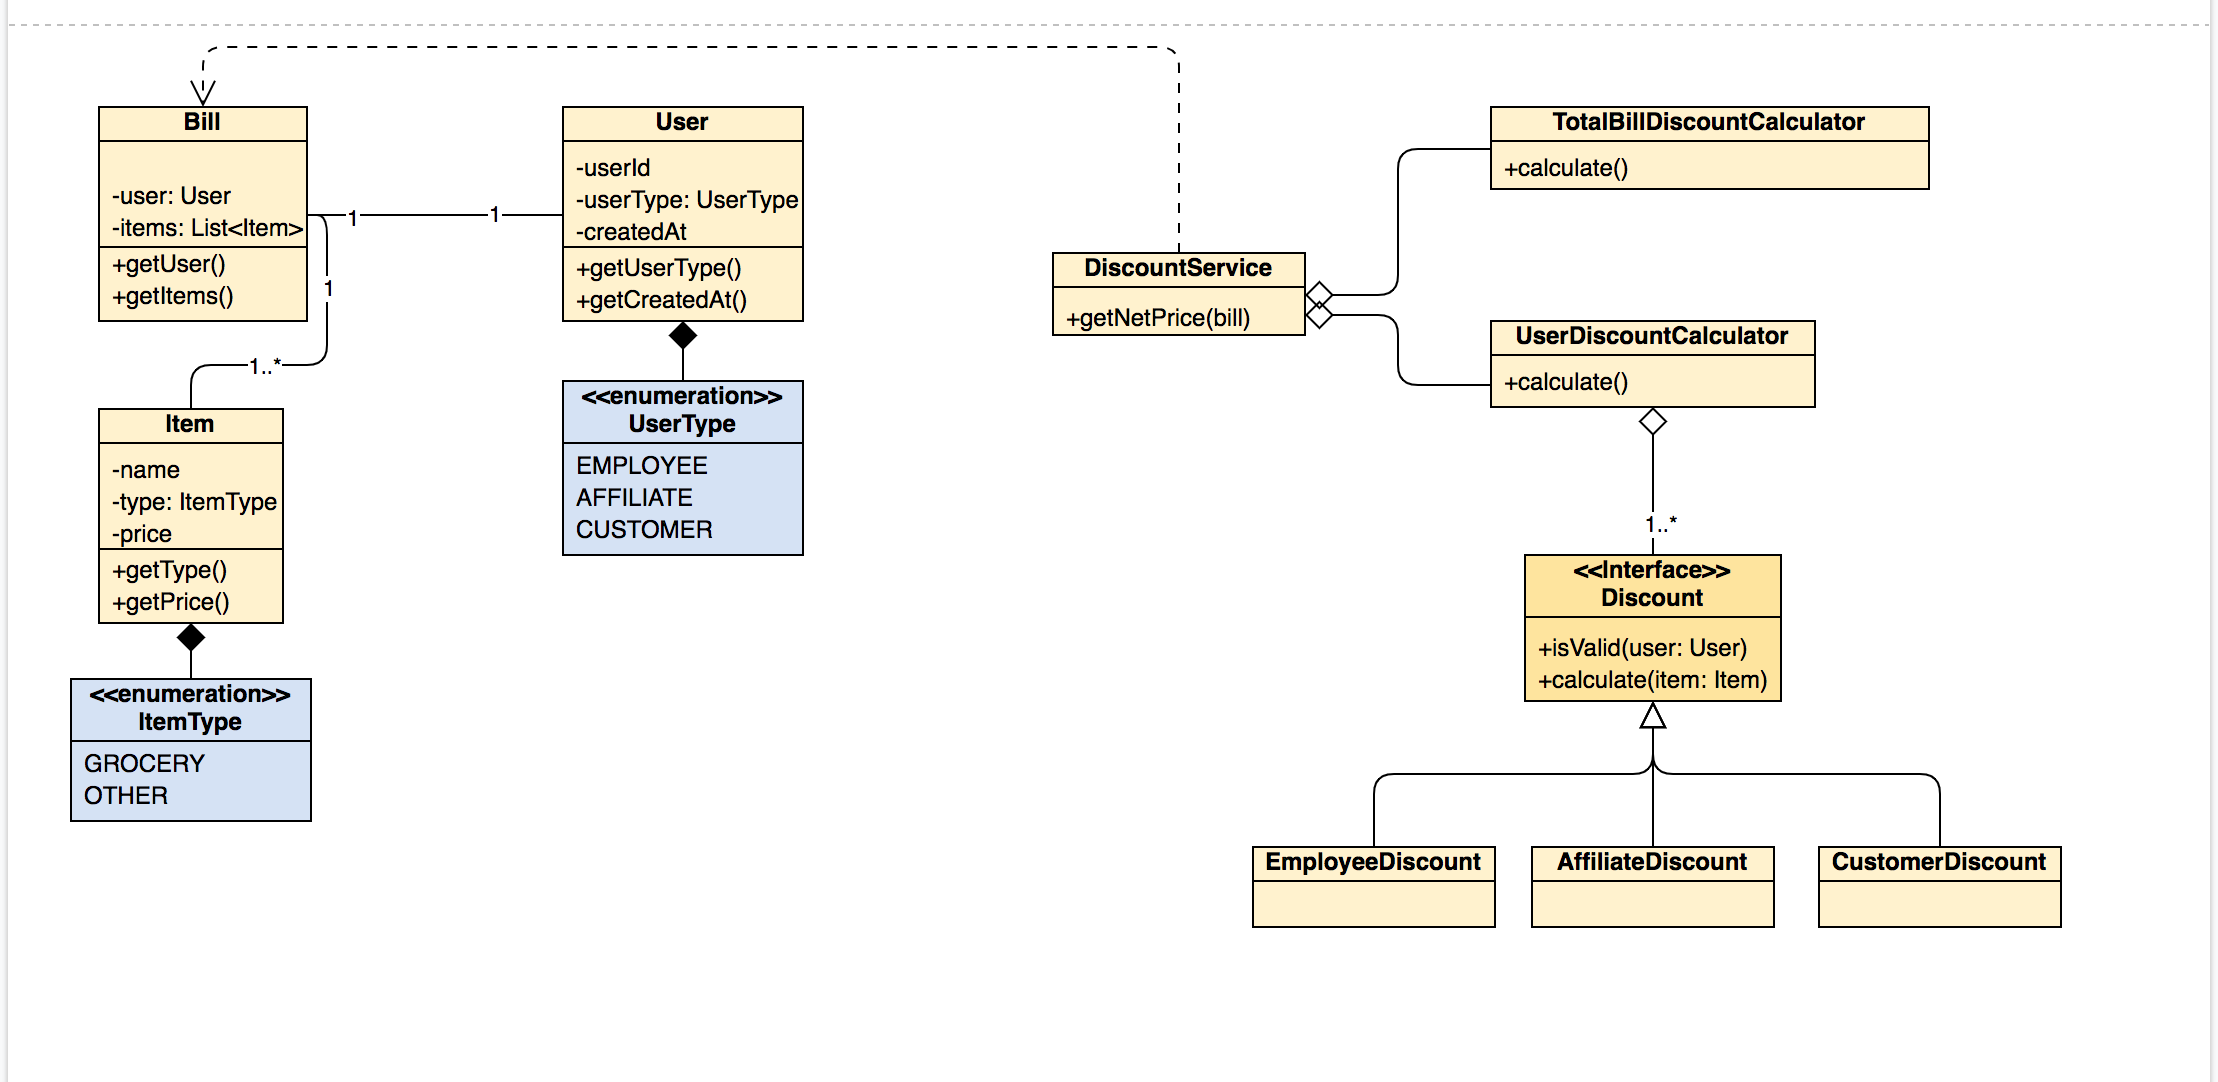 Bill
-user: User
-items: List<Item>
+getUser()
+getItems()
1
1
1
1..*
User
-userId
-userType: UserType
-createdAt
+getUserType()
+getCreatedAt()
<<enumeration>>
UserType
EMPLOYEE
AFFILIATE
CUSTOMER
Item
-name
-type: ItemType
-price
+getType()
+getPrice()
<<enumeration>>
ItemType
GROCERY
OTHER
DiscountService
+getNetPrice(bill)
TotalBillDiscountCalculator
+calculate()
UserDiscountCalculator
+calculate()
1..*
<<Interface>>
Discount
+isValid(user: User)
+calculate(item: Item)
EmployeeDiscount
AffiliateDiscount
CustomerDiscount